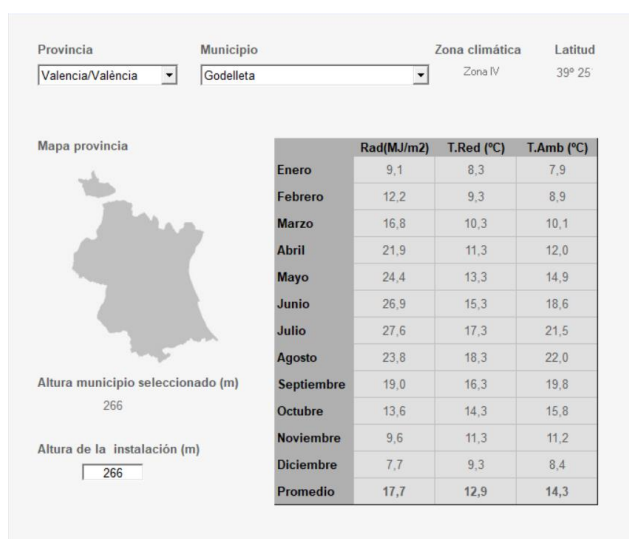 Provincia Municipio Zona climática Latitud
Valencia/València Godelleta Zona IV 39º 25'
Mapa provincia
Rad(MJ/m2) T.Red (ºC) T.Amb (ºC)
Enero 9,1 8,3 7,9
Febrero 12,2 9,3 8,9
Marzo 16,8 10,3 10,1
Abril 21,9 11,3 12,0
Mayo 24,4 13,3 14,9
Junio 26,9 15,3 18,6
Julio 27,6 17,3 21,5
Agosto 23,8 18,3 22,0
Septiembre 19,0 16,3 19,8
Octubre 13,6 14,3 15,8
Noviembre 9,6 11,3 11,2
Diciembre 7,7 9,3 8,4
Promedio 17,7 12,9 14,3
Altura municipio seleccionado (m)
266
Altura de la instalación (m)
266